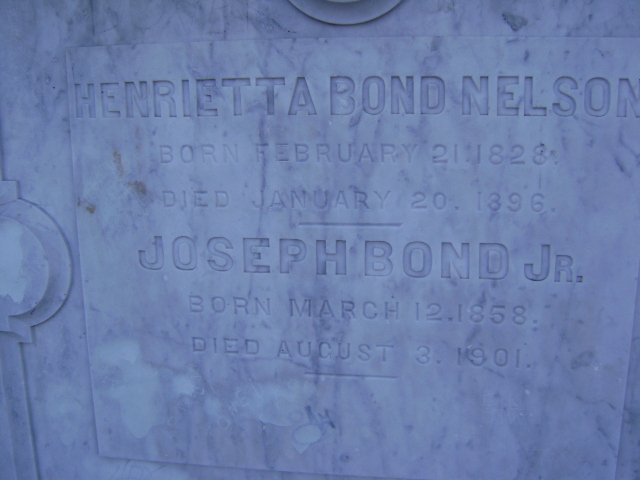 HENRIETTA BOND NELSON
BORN FEBRUARY 21.1828.
DIED JANUARY 20. 1896.
JOSEPH BOND JR.
BORN MARCH 12.1858.
DIED AUGUST 3. 1901.